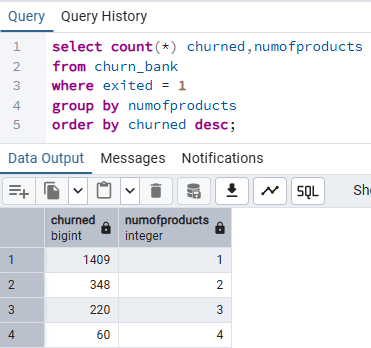 Query Query History
1 select count(*) churned,numofproducts
2 from churn_bank
3 where exited = 1
4 group by numofproducts
5 order by churned desc;
Data Output Messages Notifications
SQL Sho
churned numofproducts
bigint integer
1 1409 1
2 348 2
3 220 3
4 60 4